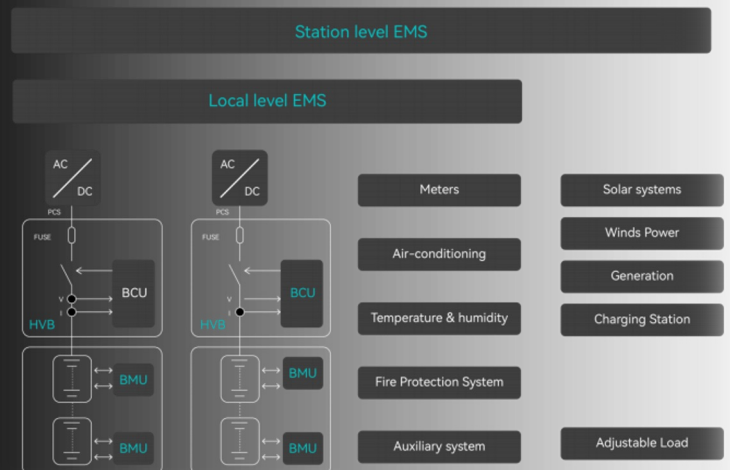 Station level EMS
Local level EMS
AC
DC
PCS
FUSE
BCU
V
I
HVB
BMU
BMU
AC
DC
PCS
FUSE
BCU
V
I
HVB
BMU
BMU
Meters
Air-conditioning
Temperature & humidity
Fire Protection System
Auxiliary system
Solar systems
Winds Power
Generation
Charging Station
Adjustable Load